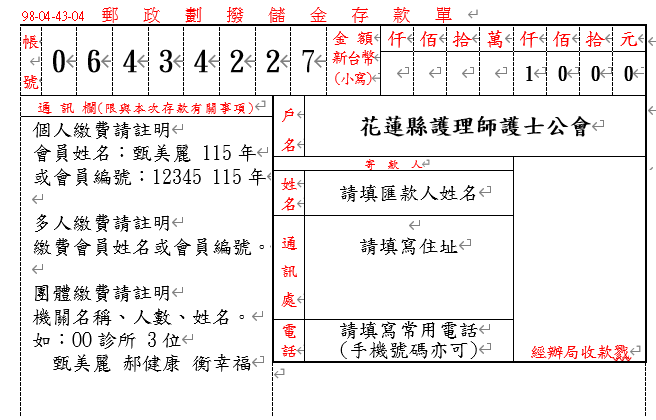 98-04-43-04 郵政劃撥儲金存款單
帳號 0 6 4 3 4 2 2 7
金額 新台幣 (小寫) 仟 佰 拾 萬 仟 佰 拾 元
1 0 0 0
通訊欄(限與本次存款有關事項)
個人繳費請註明
會員姓名：甄美麗 115 年
或會員編號：12345 115 年
多人繳費請註明
繳費會員姓名或會員編號。
團體繳費請註明
機關名稱、人數、姓名。
如：OO診所 3位
甄美麗 郝健康 衡幸福
戶名 花蓮縣護理師護士公會
寄款人
姓名 請填匯款人姓名
通訊處 請填寫住址
電話 請填寫常用電話
(手機號碼亦可)
經辦局收款戳